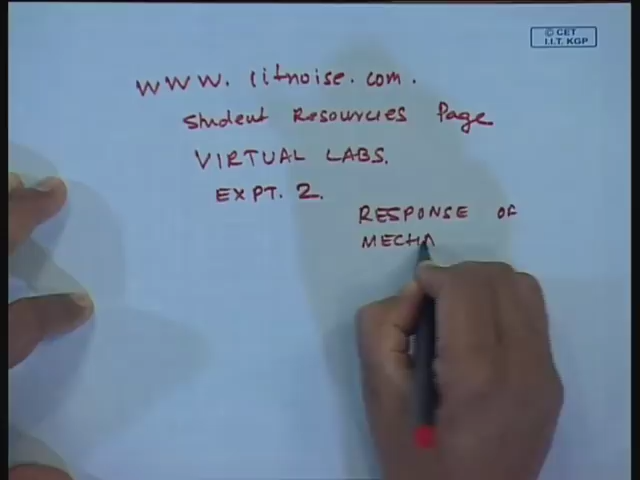 © CET
I.I.T. KGP
www. iitnoise. com.
Student Resources Page
VIRTUAL LABS.
EXPT. 2.
RESPONSE OF
MECHA